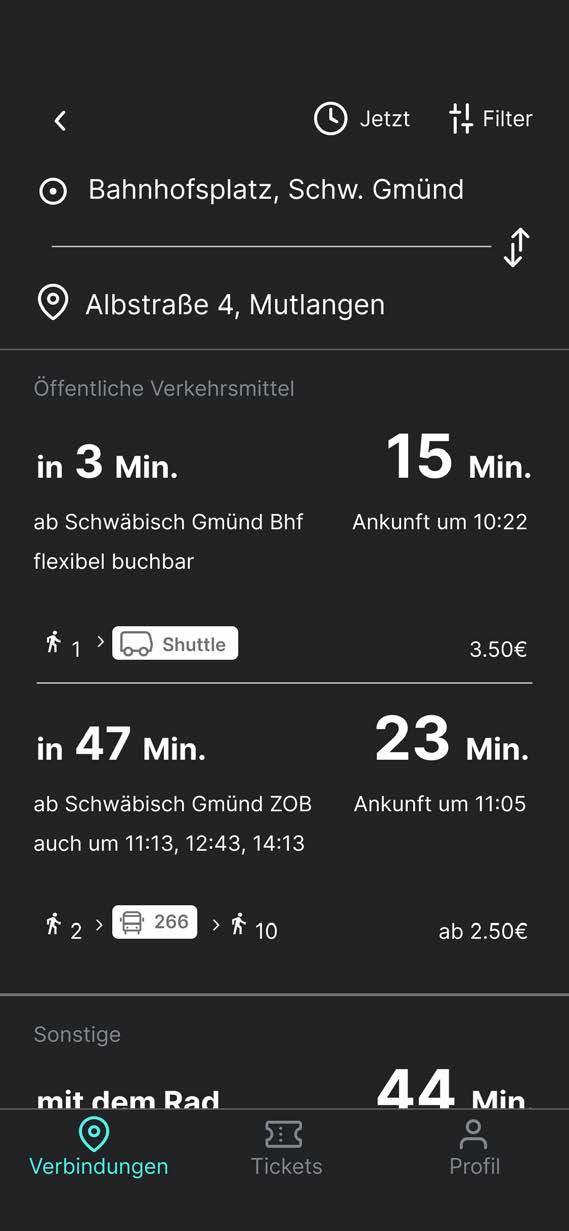 Jetzt Filter
Bahnhofsplatz, Schw. Gmünd
Albstraße 4, Mutlangen
Öffentliche Verkehrsmittel
in 3 Min. 15 Min.
ab Schwäbisch Gmünd Bhf Ankunft um 10:22
flexibel buchbar
1 Shuttle 3.50€
in 47 Min. 23 Min.
ab Schwäbisch Gmünd ZOB Ankunft um 11:05
auch um 11:13, 12:43, 14:13
2 266 10 ab 2.50€
Sonstige
mit dem Rad 44 Min.
Verbindungen Tickets Profil